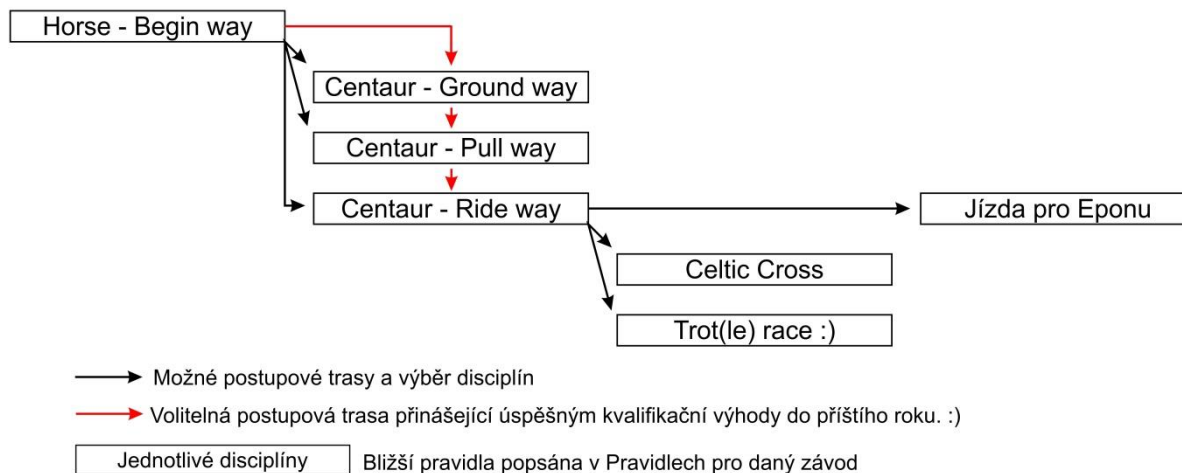 Horse - Begin way
Centaur - Ground way
Centaur - Pull way
Centaur - Ride way
Jízda pro Eponu
Celtic Cross
Trot(le) race :)
Možné postupové trasy a výběr disciplín
Volitelná postupová trasa přinášející úspěšným kvalifikační výhody do příštího roku. :)
Jednotlivé disciplíny Bližší pravidla popsána v Pravidlech pro daný závod